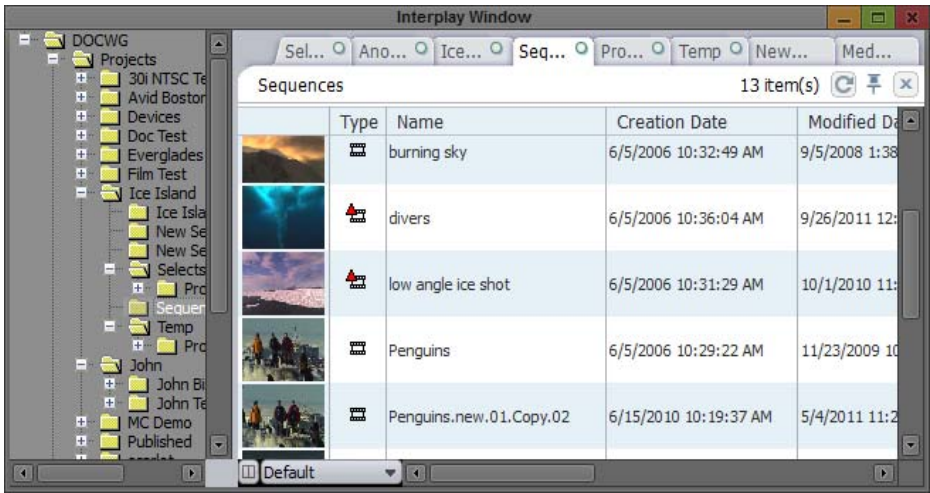 Interplay Window
DOCWG
Projects
30i NTSC Te
Avid Boston
Devices
Doc Test
Everglades
Film Test
Ice Island
Ice Isla
New Se
New Se
Selects
Pro
Sequen
Temp
Pro
John
John Bi
John Te
MC Demo
Published
Sel... Ano... Ice... Seq... Pro... Temp New... Med...
Sequences 13 item(s)
Type Name Creation Date Modified Da
burning sky 6/5/2006 10:32:49 AM 9/5/2008 1:38
divers 6/5/2006 10:36:04 AM 9/26/2011 12:
low angle ice shot 6/5/2006 10:31:29 AM 10/1/2010 11:
Penguins 6/5/2006 10:29:22 AM 11/23/2009 10
Penguins.new.01.Copy.02 6/15/2010 10:19:37 AM 5/4/2011 11:2
Default